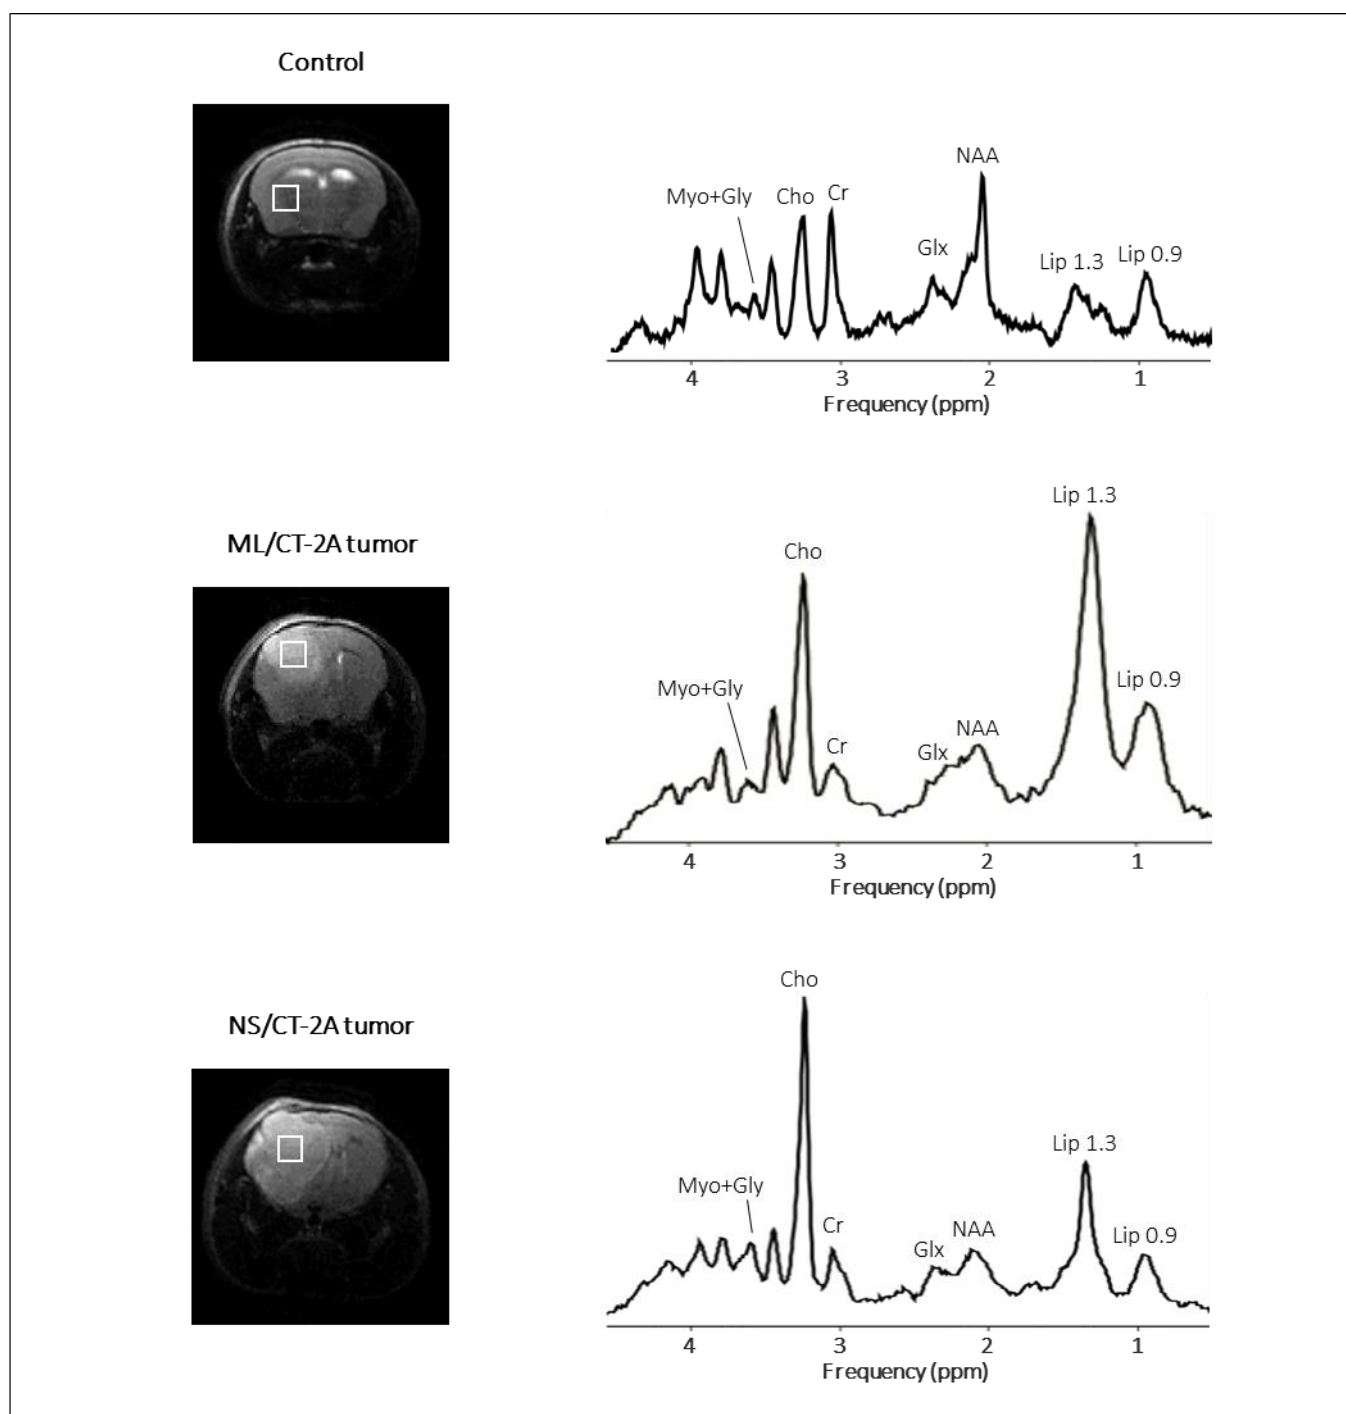 Control
NAA
Myo+Gly
Cho
Cr
Glx
Lip 1.3
Lip 0.9
4 3 2 1
Frequency (ppm)
ML/CT-2A tumor
Lip 1.3
Cho
Myo+Gly
Lip 0.9
Cr
Glx
NAA
4 3 2 1
Frequency (ppm)
NS/CT-2A tumor
Cho
Lip 1.3
Myo+Gly
Cr
Glx
NAA
Lip 0.9
4 3 2 1
Frequency (ppm)